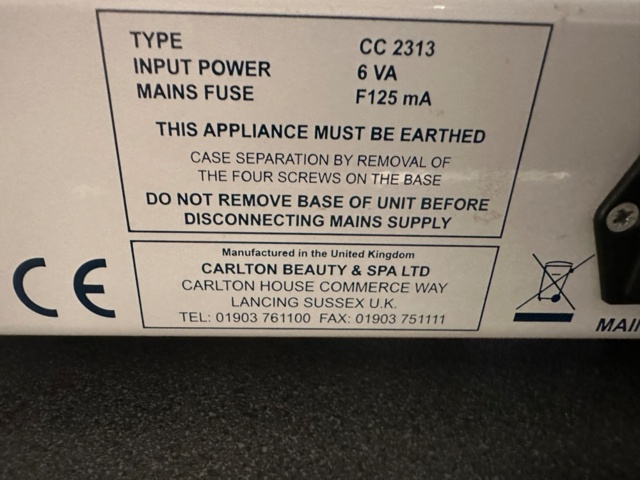 TYPE CC 2313
INPUT POWER 6 VA
MAINS FUSE F125 mA
THIS APPLIANCE MUST BE EARTHED
CASE SEPARATION BY REMOVAL OF
THE FOUR SCREWS ON THE BASE
DO NOT REMOVE BASE OF UNIT BEFORE
DISCONNECTING MAINS SUPPLY
CE
Manufactured in the United Kingdom
CARLTON BEAUTY & SPA LTD
CARLTON HOUSE COMMERCE WAY
LANCING SUSSEX U.K.
TEL: 01903 761100 FAX: 01903 751111